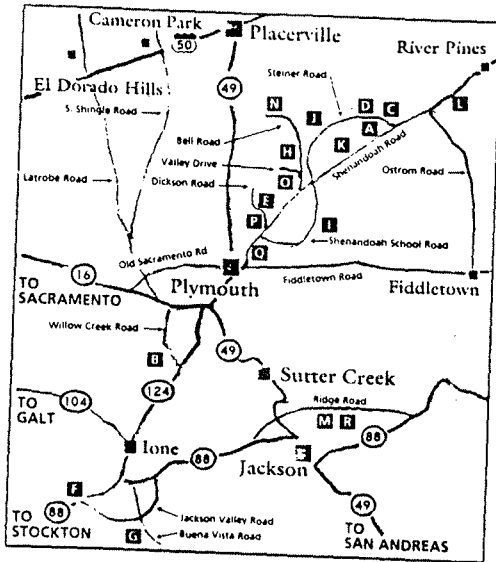 Cameron Park
50
Placerville
River Pines
El Dorado Hills
49
Steiner Road
N
J
D
C
L
S. Shingle Road
Bell Road
A
K
Shenandoah Road
H
Valley Drive
Latrobe Road
Dickson Road
O
Ostrom Road
E
P
I
Shenandoah School Road
Old Sacramento Rd
Q
16
TO
SACRAMENTO
Plymouth
Fiddletown Road
Fiddletown
Willow Creek Road
49
B
124
Sutter Creek
104
TO
GALT
Ridge Road
M
R
88
Ione
88
Jackson
F
88
TO
STOCKTON
Jackson Valley Road
G
Buena Vista Road
49
TO
SAN ANDREAS